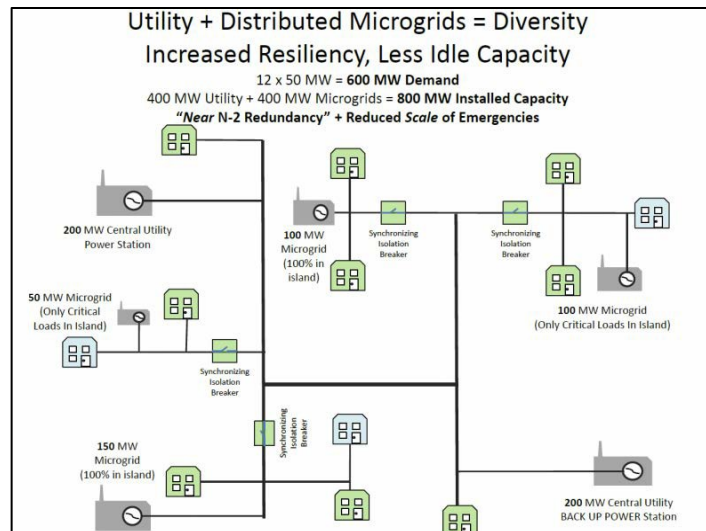 Utility + Distributed Microgrids = Diversity
Increased Resiliency, Less Idle Capacity
12 x 50 MW = 600 MW Demand
400 MW Utility + 400 MW Microgrids = 800 MW Installed Capacity
“Near N-2 Redundancy” + Reduced Scale of Emergencies
200 MW Central Utility
Power Station
100 MW
Microgrid
(100% in
island)
Synchronizing
Isolation
Breaker
Synchronizing
Isolation
Breaker
100 MW Microgrid
(Only Critical Loads In Island)
50 MW Microgrid
(Only Critical
Loads In Island)
Synchronizing
Isolation
Breaker
Synchronizing
Isolation
Breaker
150 MW
Microgrid
(100% in island)
200 MW Central Utility
BACK UP POWER Station